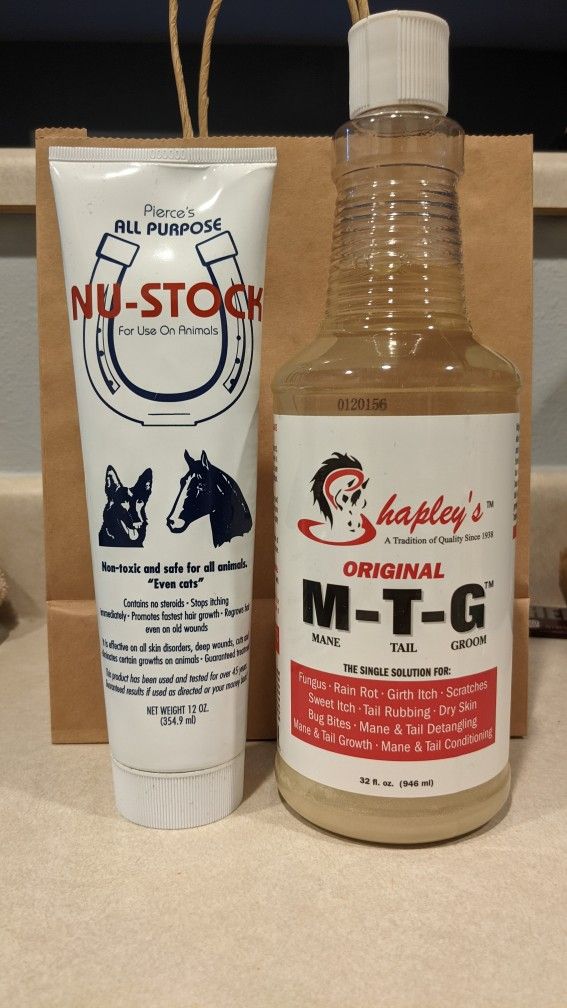 Pierce's
ALL PURPOSE
NU-STOCK
For Use On Animals
Non-toxic and safe for all animals.
"Even cats"
Contains no steroids · Stops itching
immediately · Promotes fastest hair growth · Regrows hair
even on old wounds
It is effective on all skin disorders, deep wounds, cuts and
eliminates certain growths on animals · Guaranteed
This product has been used and tested for over 45 years.
Guaranteed results if used as directed or your money back.
NET WEIGHT 12 OZ.
(354.9 ml)
0120156
Shapley's™
A Tradition of Quality Since 1938
ORIGINAL
M-T-G™
MANE TAIL GROOM
THE SINGLE SOLUTION FOR:
Fungus · Rain Rot · Girth Itch · Scratches
Sweet Itch · Tail Rubbing · Dry Skin
Bug Bites · Mane & Tail Detangling
Mane & Tail Growth · Mane & Tail Conditioning
32 fl. oz. (946 ml)